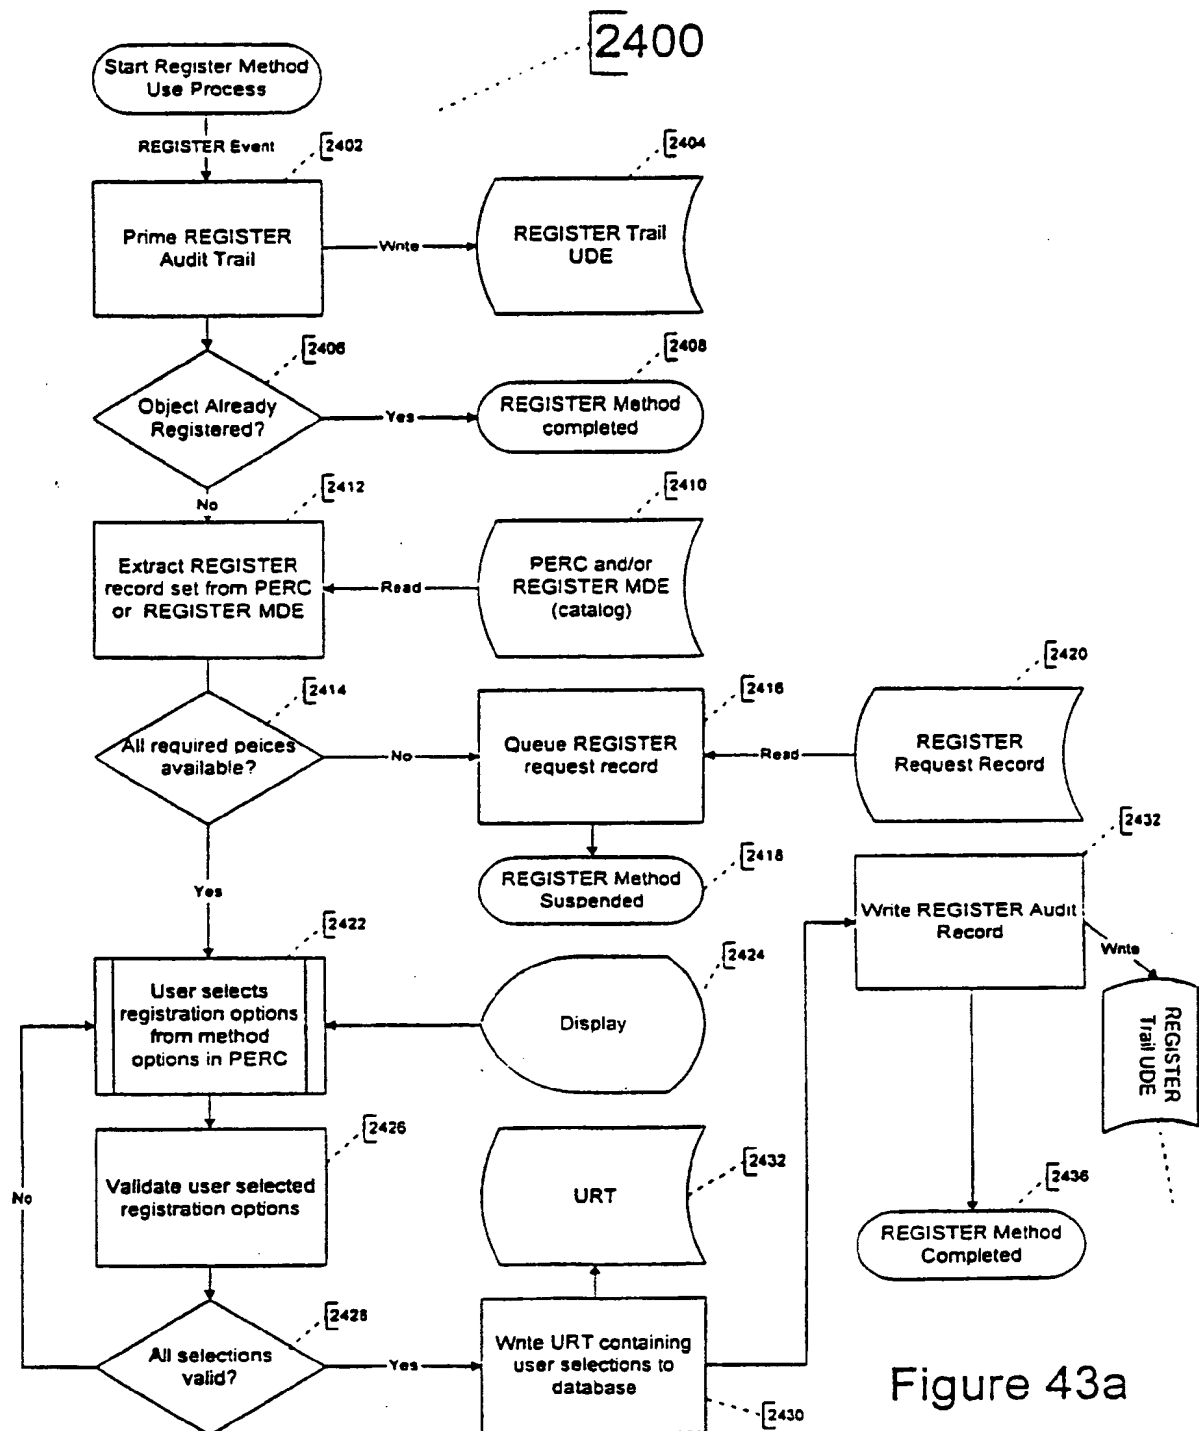 2400
Start Register Method
Use Process
REGISTER Event
2402
2404
Prime REGISTER
Audit Trail
Write
REGISTER Trail
UDE
2406
2408
Object Already
Registered?
Yes
REGISTER Method
completed
No
2412
2410
Extract REGISTER
record set from PERC
or REGISTER MDE
Read
PERC and/or
REGISTER MDE
(catalog)
2414
2416
2420
All required peices
available?
No
Queue REGISTER
request record
Read
REGISTER
Request Record
2418
REGISTER Method
Suspended
2432
Write REGISTER Audit
Record
Write
REGISTER
Trail UDE
Yes
2422
2424
User selects
registration options
from method
options in PERC
Display
2426
2432
Validate user selected
registration options
URT
No
2436
REGISTER Method
Completed
2428
All selections
valid?
Yes
Write URT containing
user selections to
database
2430
Figure 43a